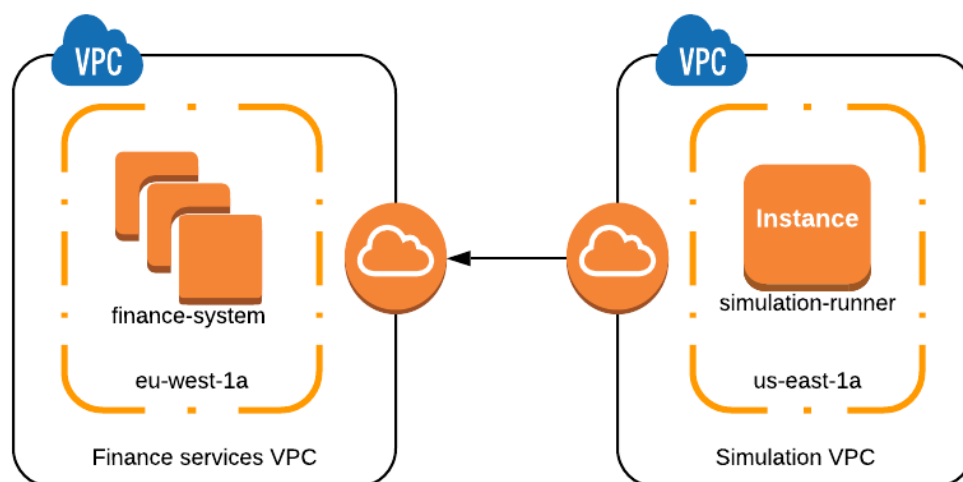 VPC
finance-system
eu-west-1a
Finance services VPC
VPC
Instance
simulation-runner
us-east-1a
Simulation VPC